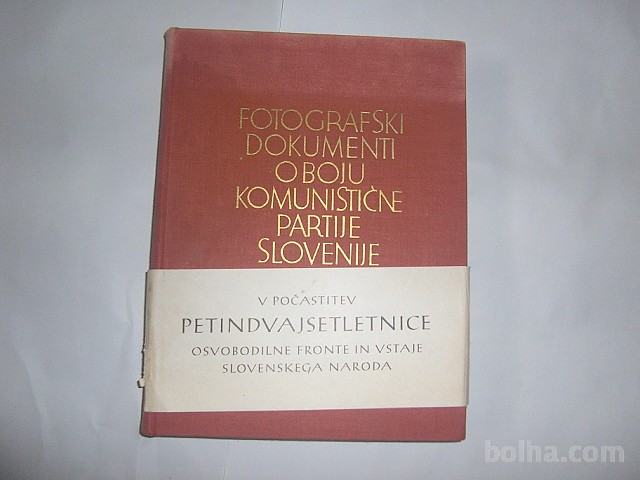 FOTOGRAFSKI
DOKUMENTI
O BOJU
KOMUNISTIČNE
PARTIJE
SLOVENIJE
V POČASTITEV
PETINDVAJSETLETNICE
OSVOBODILNE FRONTE IN VSTAJE
SLOVENSKEGA NARODA
bolha.com